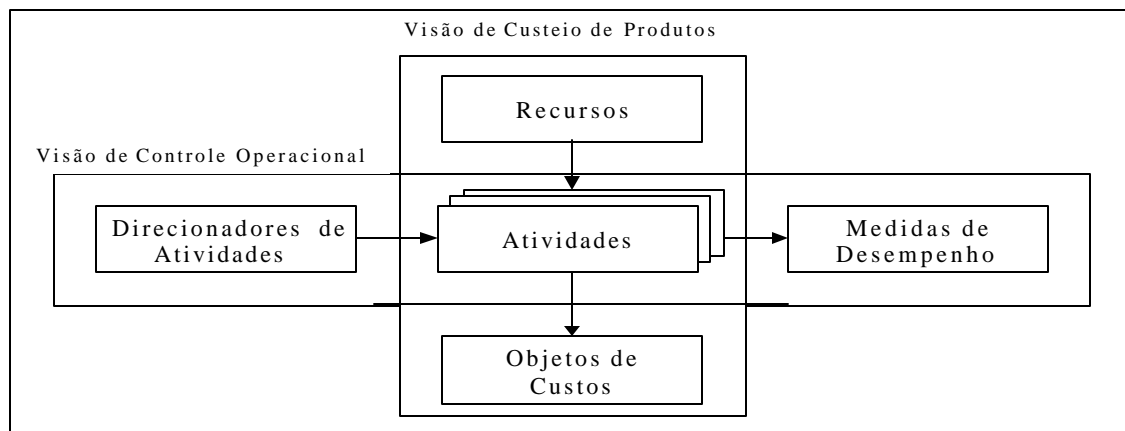 Visão de Custeio de Produtos
Recursos
Visão de Controle Operacional
Direcionadores de
Atividades
Atividades
Medidas de
Desempenho
Objetos de
Custos